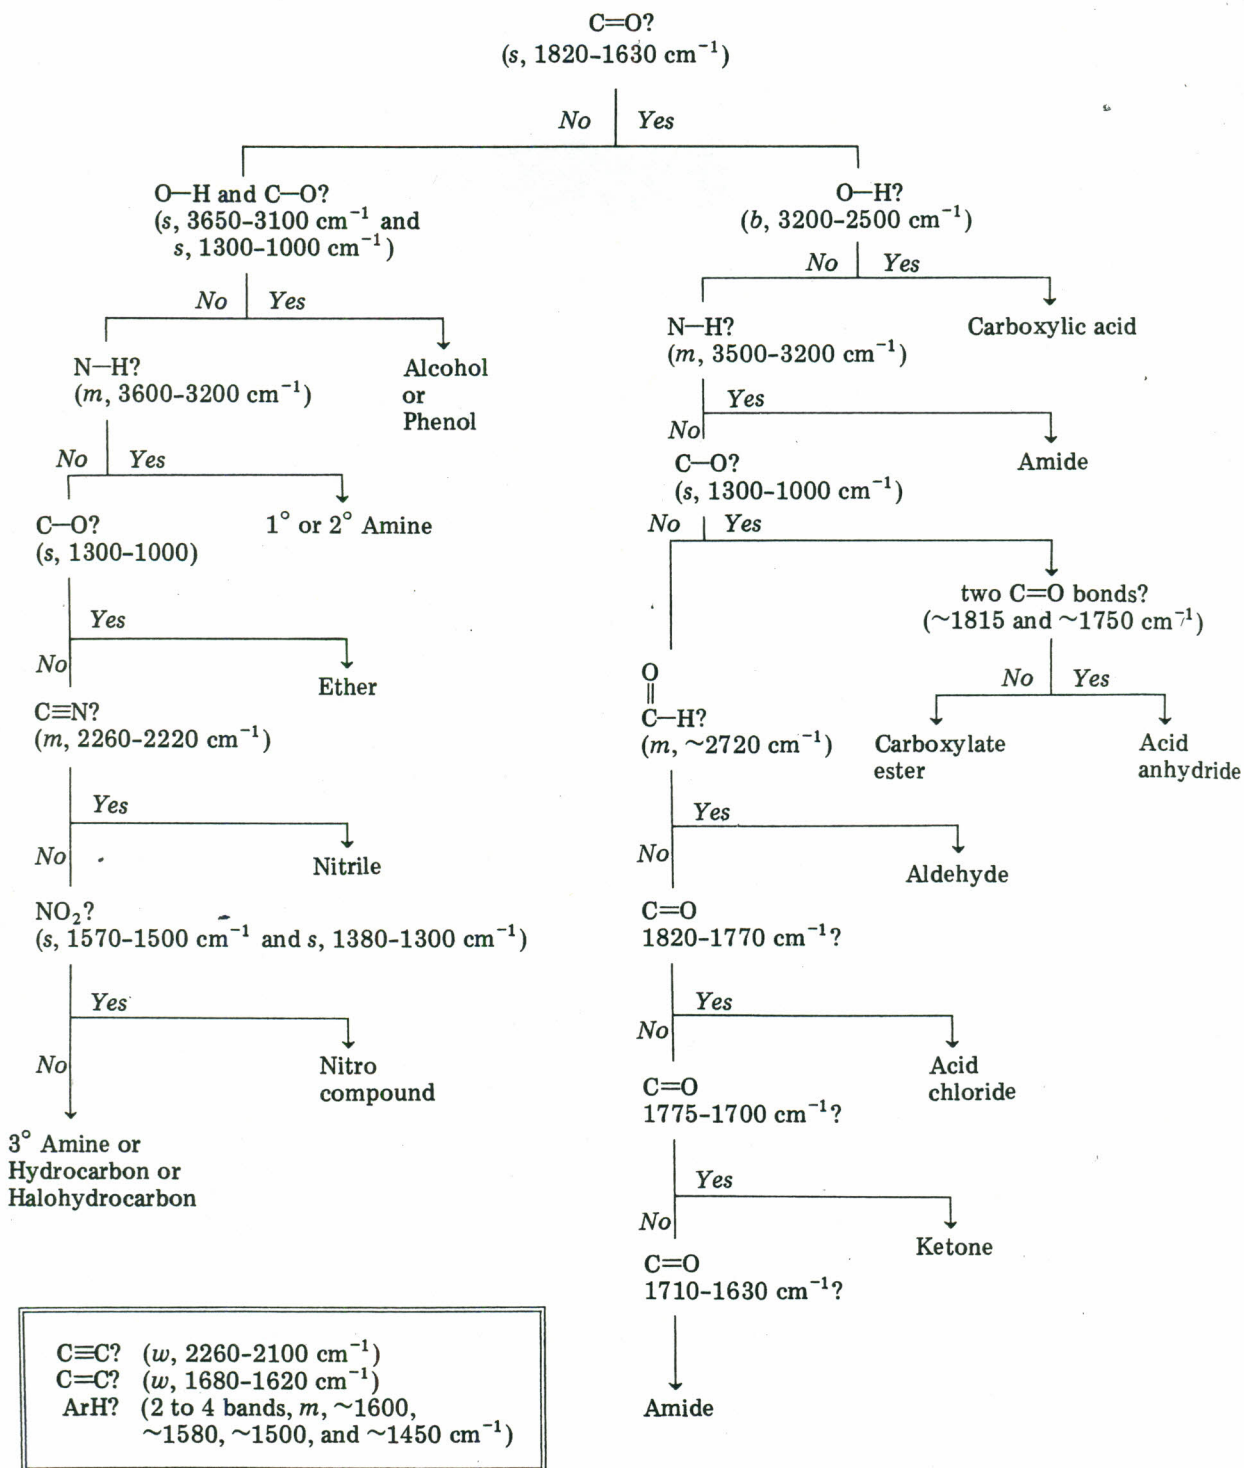 C=O?
(s, 1820-1630 cm⁻¹)
No Yes
O—H and C—O?
(s, 3650-3100 cm⁻¹ and
s, 1300-1000 cm⁻¹)
No Yes
N—H?
(m, 3600-3200 cm⁻¹)
Alcohol
or
Phenol
No Yes
C—O?
(s, 1300-1000)
1° or 2° Amine
Yes
No
Ether
C≡N?
(m, 2260-2220 cm⁻¹)
Yes
No
Nitrile
NO₂?
(s, 1570-1500 cm⁻¹ and s, 1380-1300 cm⁻¹)
Yes
No
Nitro
compound
3° Amine or
Hydrocarbon or
Halohydrocarbon
O—H?
(b, 3200-2500 cm⁻¹)
No Yes
N—H?
(m, 3500-3200 cm⁻¹)
Carboxylic acid
Yes
No
Amide
C—O?
(s, 1300-1000 cm⁻¹)
No Yes
two C=O bonds?
(~1815 and ~1750 cm⁻¹)
No Yes
Carboxylate
ester
Acid
anhydride
O
||
C—H?
(m, ~2720 cm⁻¹)
Yes
No
Aldehyde
C=O
1820-1770 cm⁻¹?
Yes
No
Acid
chloride
C=O
1775-1700 cm⁻¹?
Yes
No
Ketone
C=O
1710-1630 cm⁻¹?
Amide
C≡C? (w, 2260-2100 cm⁻¹)
C=C? (w, 1680-1620 cm⁻¹)
ArH? (2 to 4 bands, m, ~1600,
~1580, ~1500, and ~1450 cm⁻¹)